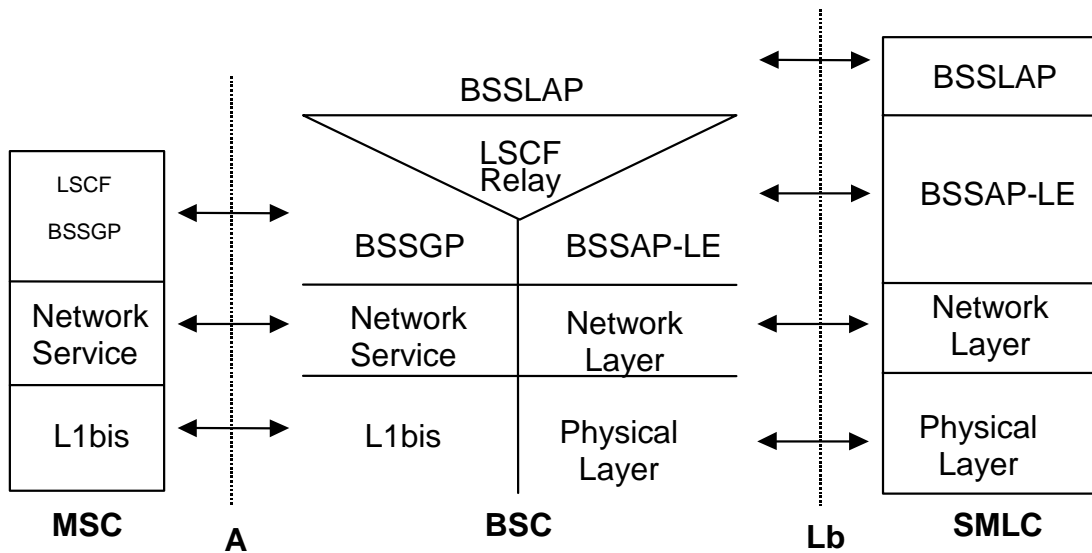 BSSLAP
LSCF
Relay
BSSLAP
LSCF
BSSGP
BSSGP
BSSAP-LE
BSSAP-LE
Network
Service
Network
Service
Network
Layer
Network
Layer
L1bis
L1bis
Physical
Layer
Physical
Layer
MSC
A
BSC
Lb
SMLC